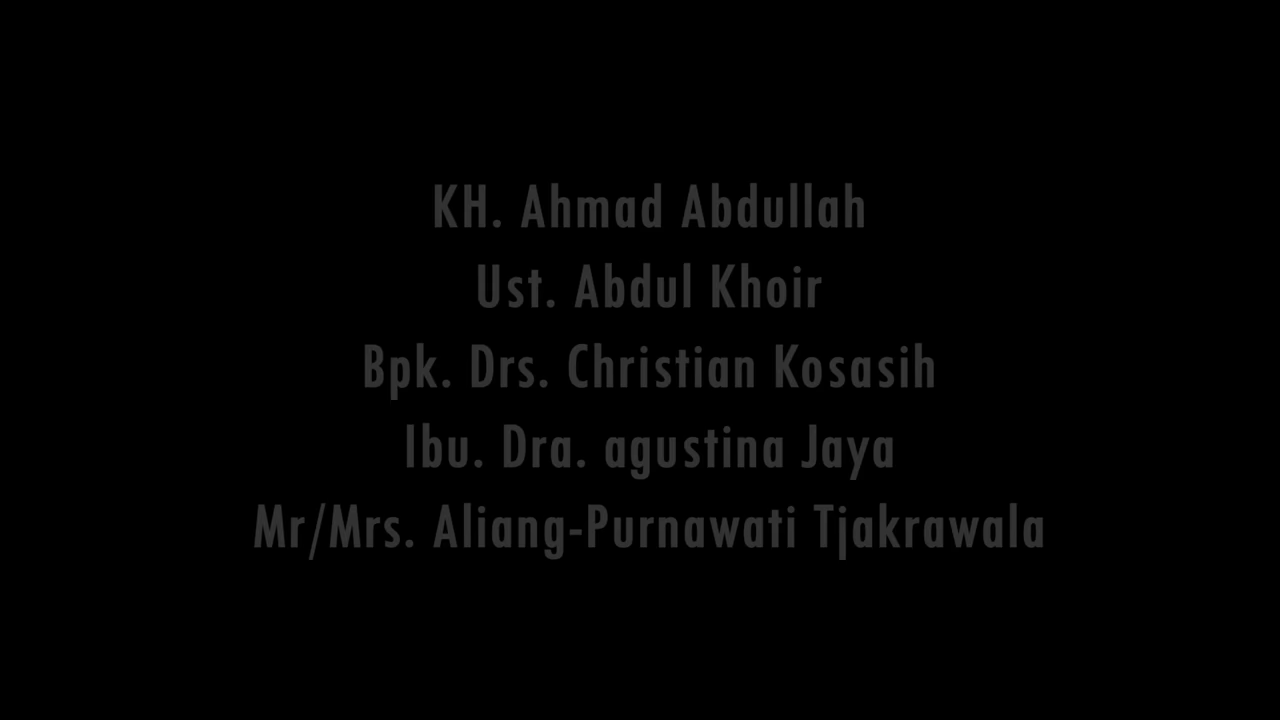 KH. Ahmad Abdullah
Ust. Abdul Khoir
Bpk. Drs. Christian Kosasih
Ibu. Dra. agustina Jaya
Mr/Mrs. Aliang-Purnawati Tjakrawala